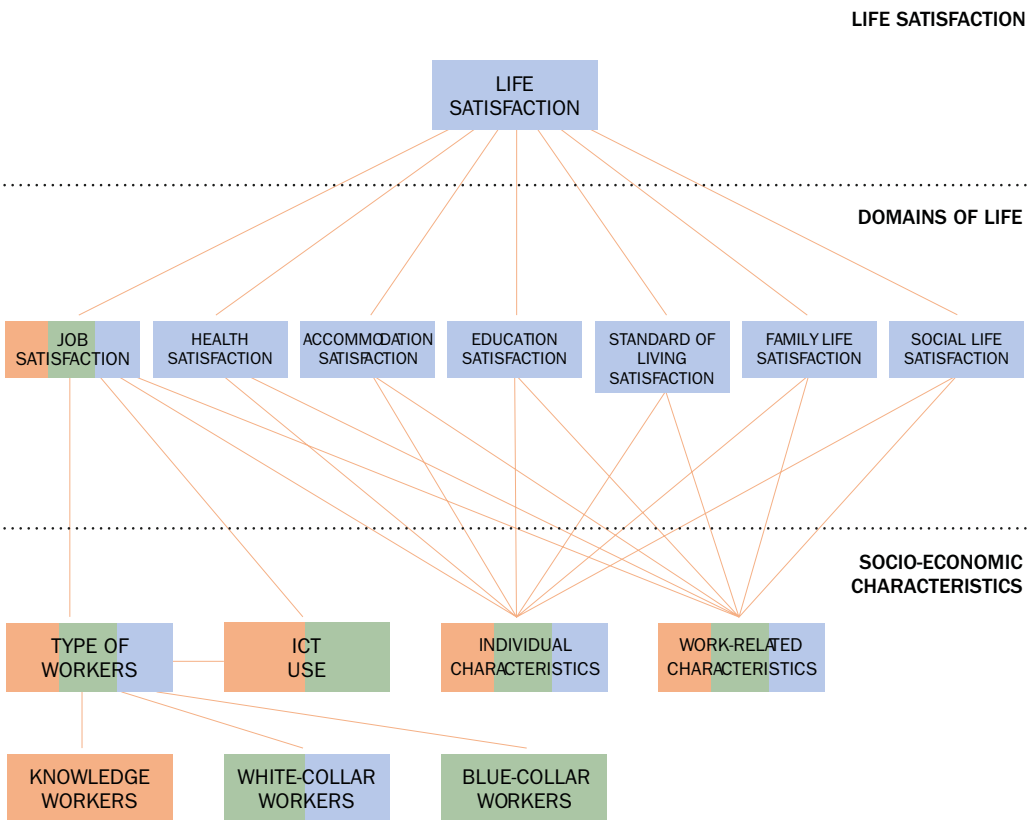 LIFE SATISFACTION
LIFE
SATISFACTION
DOMAINS OF LIFE
JOB
SATISFACTION
HEALTH
SATISFACTION
ACCOMMODATION
SATISFACTION
EDUCATION
SATISFACTION
STANDARD OF
LIVING
SATISFACTION
FAMILY LIFE
SATISFACTION
SOCIAL LIFE
SATISFACTION
SOCIO-ECONOMIC
CHARACTERISTICS
TYPE OF
WORKERS
ICT
USE
INDIVIDUAL
CHARACTERISTICS
WORK-RELATED
CHARACTERISTICS
KNOWLEDGE
WORKERS
WHITE-COLLAR
WORKERS
BLUE-COLLAR
WORKERS